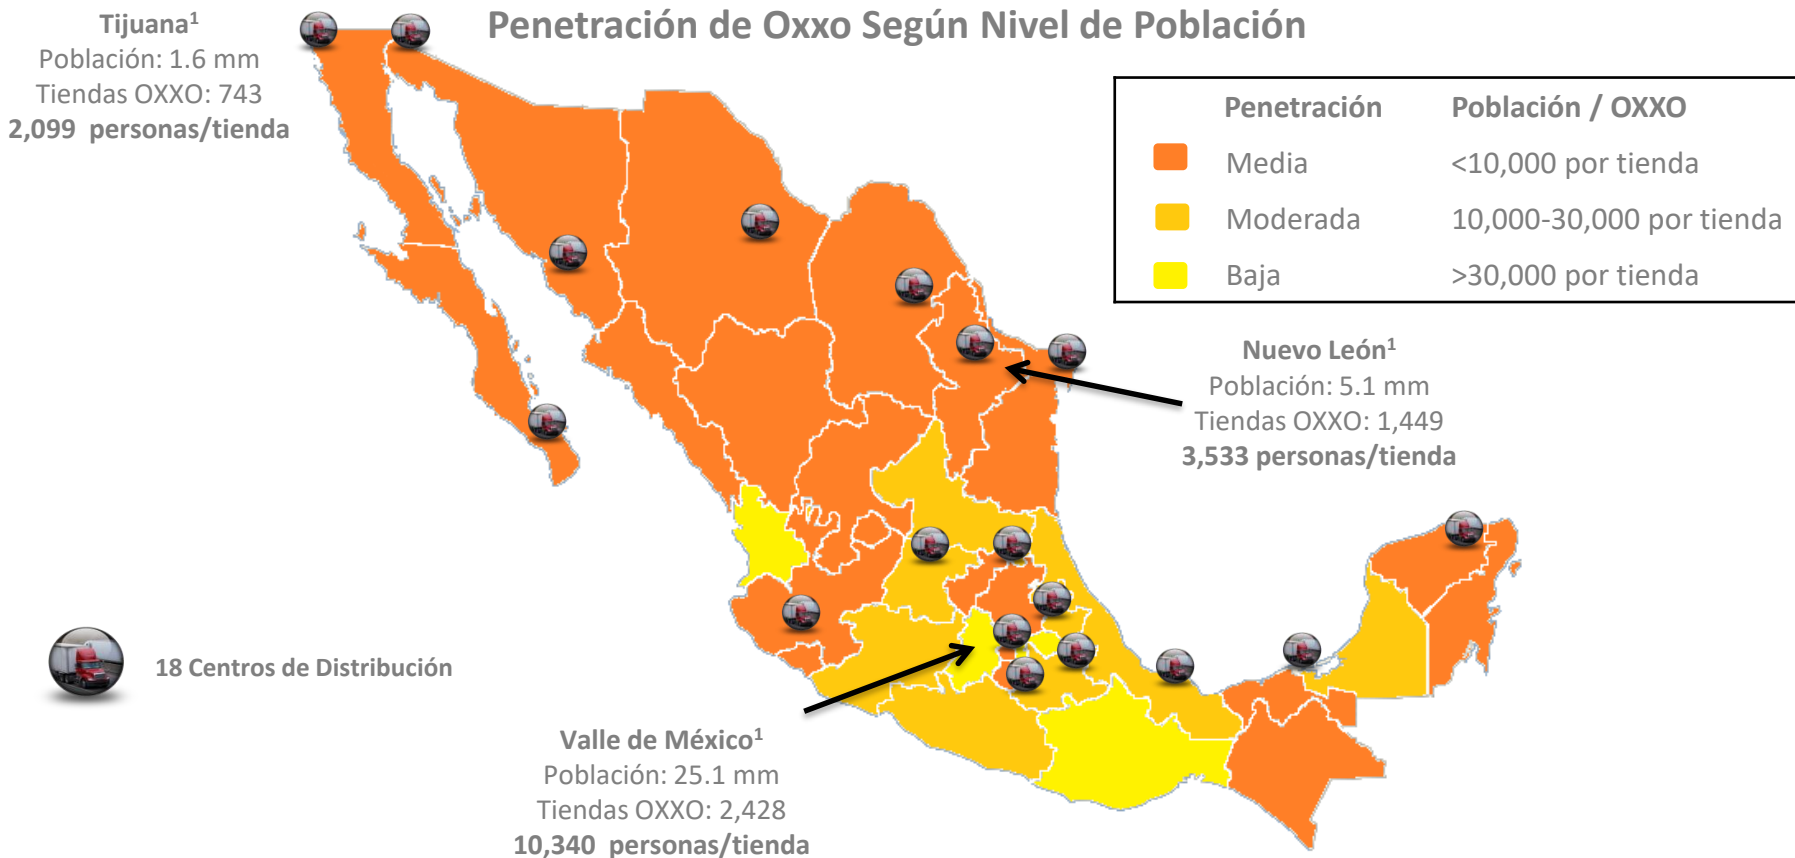 Penetración de Oxxo Según Nivel de Población
Tijuana¹
Población: 1.6 mm
Tiendas OXXO: 743
2,099 personas/tienda
Penetración Población / OXXO
Media <10,000 por tienda
Moderada 10,000-30,000 por tienda
Baja >30,000 por tienda
Nuevo León¹
Población: 5.1 mm
Tiendas OXXO: 1,449
3,533 personas/tienda
18 Centros de Distribución
Valle de México¹
Población: 25.1 mm
Tiendas OXXO: 2,428
10,340 personas/tienda